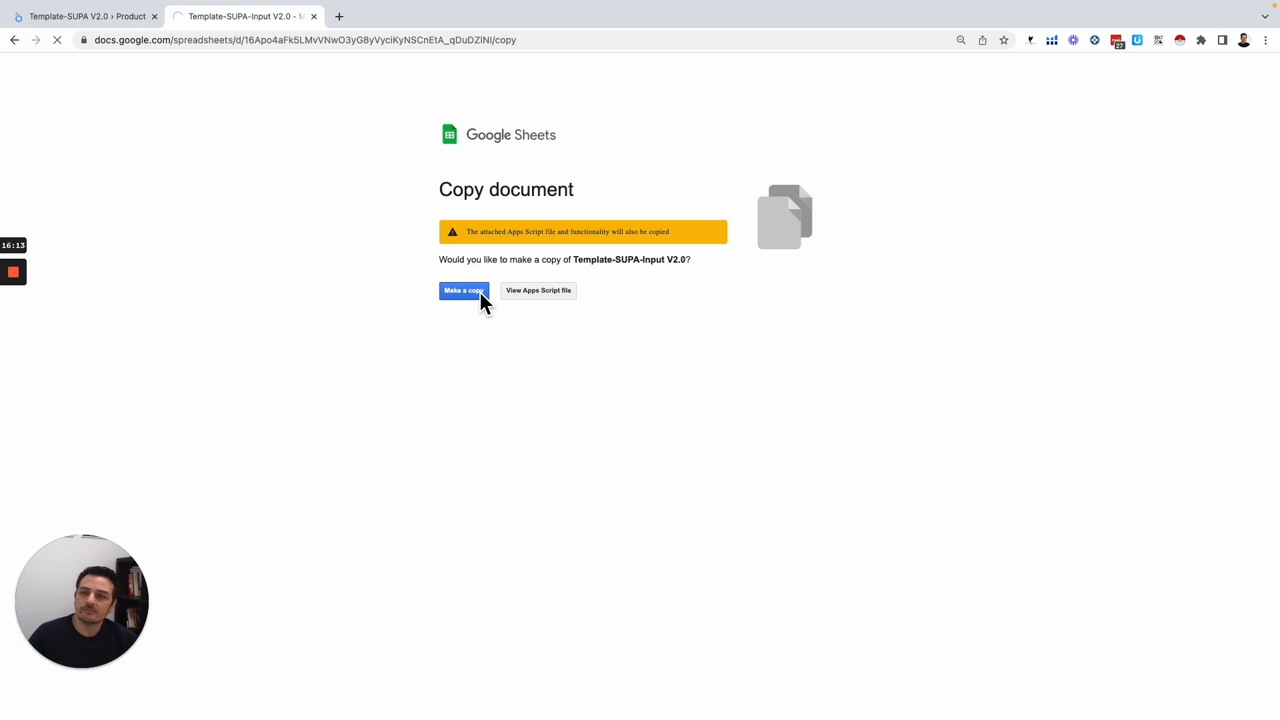 Template-SUPA V2.0 › Product
Template-SUPA-Input V2.0 - M
docs.google.com/spreadsheets/d/16Apo4aFk5LMvVNwO3yG8yVyciKyNSCnEtA_qDuDZINI/copy
27
Google Sheets
Copy document
The attached Apps Script file and functionality will also be copied
Would you like to make a copy of Template-SUPA-Input V2.0?
Make a copy
View Apps Script file
16:13